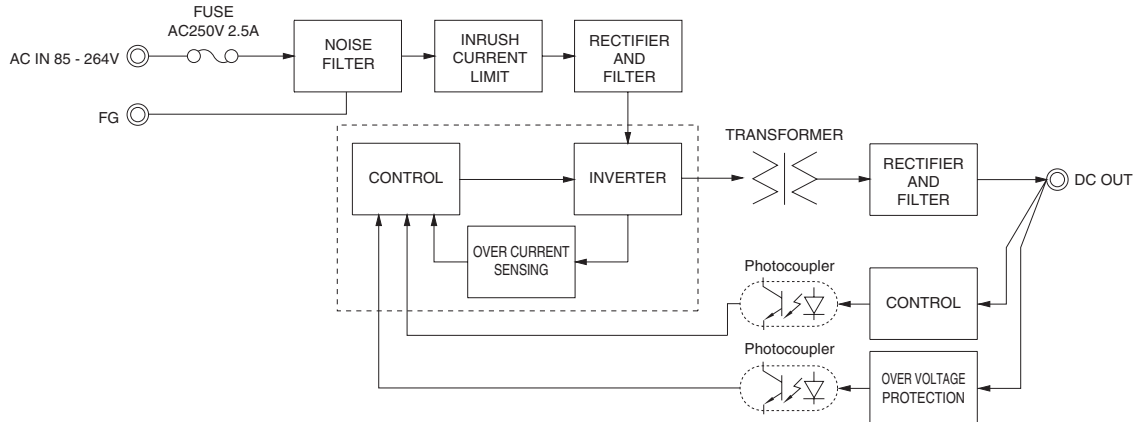 FUSE
AC250V 2.5A
AC IN 85 - 264V
NOISE
FILTER
INRUSH
CURRENT
LIMIT
RECTIFIER
AND
FILTER
FG
TRANSFORMER
CONTROL
INVERTER
RECTIFIER
AND
FILTER
DC OUT
OVER CURRENT
SENSING
Photocoupler
CONTROL
Photocoupler
OVER VOLTAGE
PROTECTION